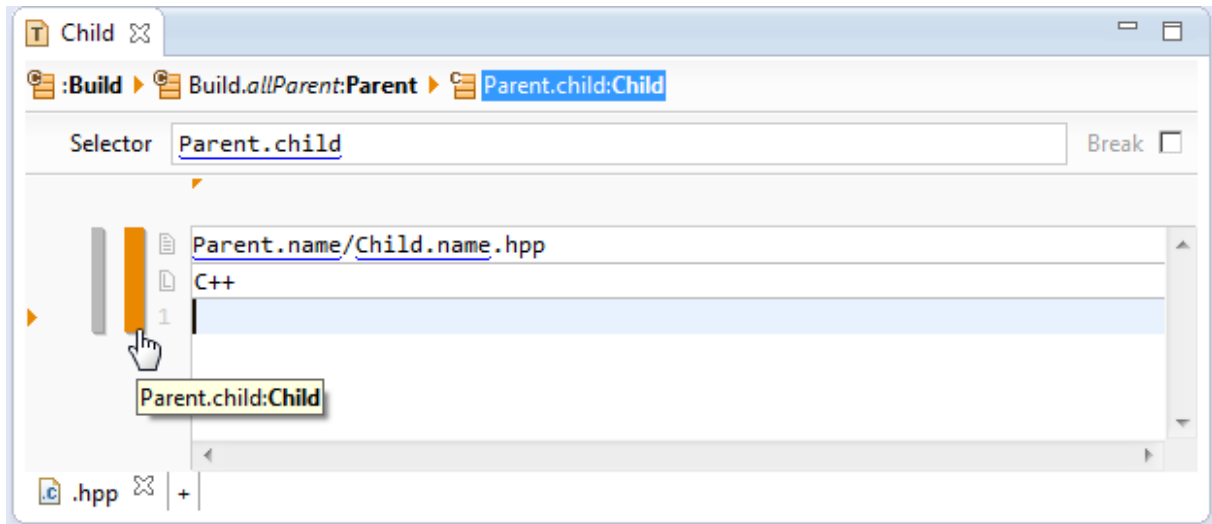 T Child
:Build Build.allParent:Parent Parent.child:Child
Selector Parent.child Break
Parent.name/Child.name.hpp
L C++
1
Parent.child:Child
.c .hpp +